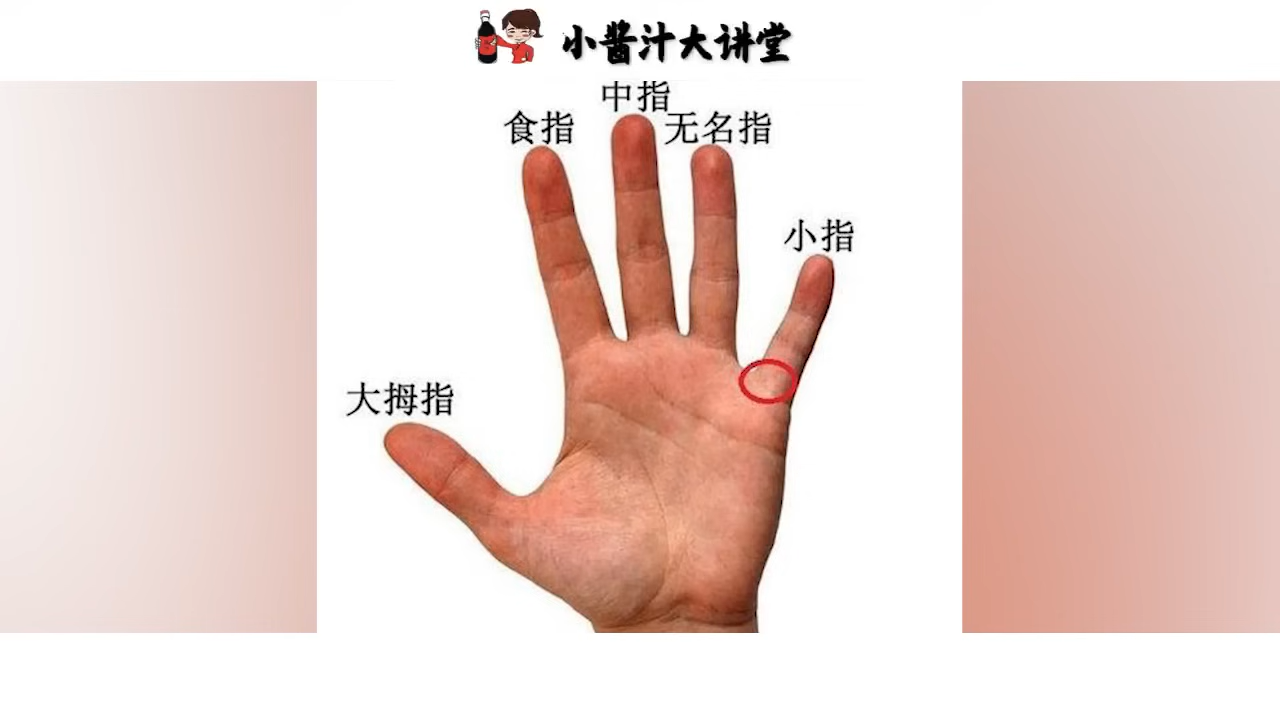 小酱汁大讲堂
中指
食指
无名指
小指
大拇指